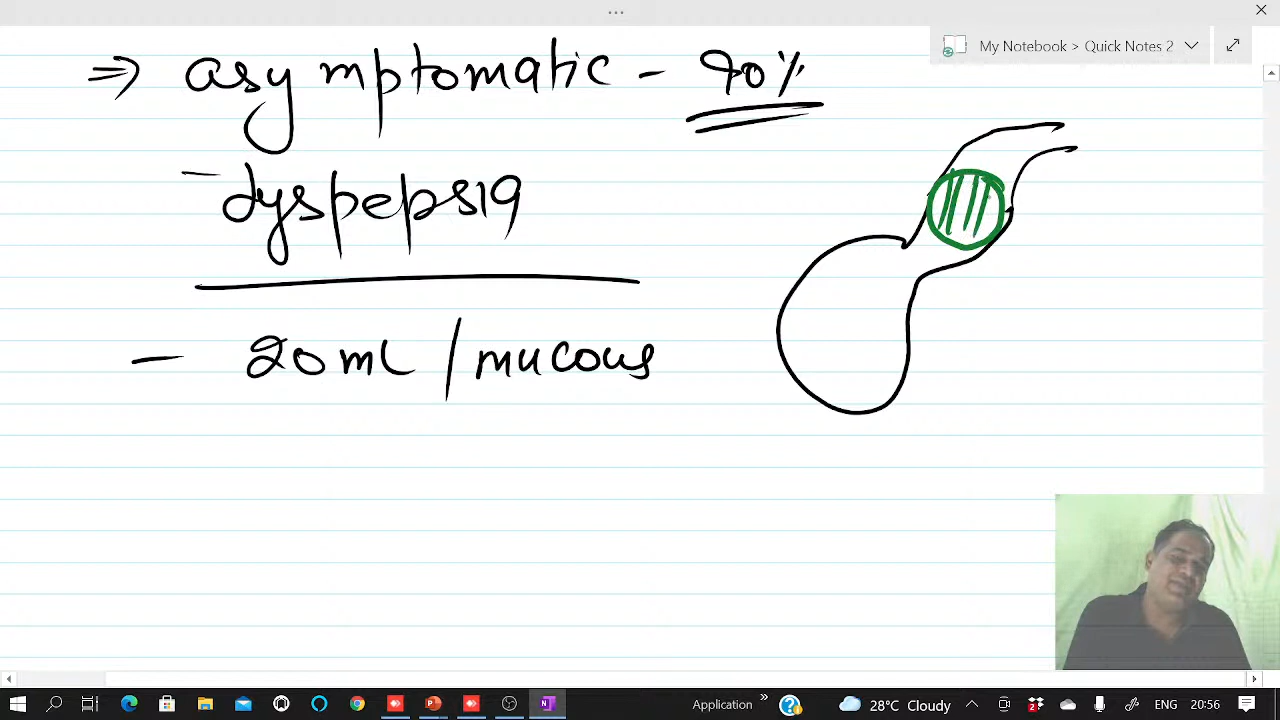 My Notebook > Quick Notes 2
⇒ asymptomatic - 90%
- dyspepsia
- 20 mL / mucous
Application
»
28°C Cloudy
ENG
20:56